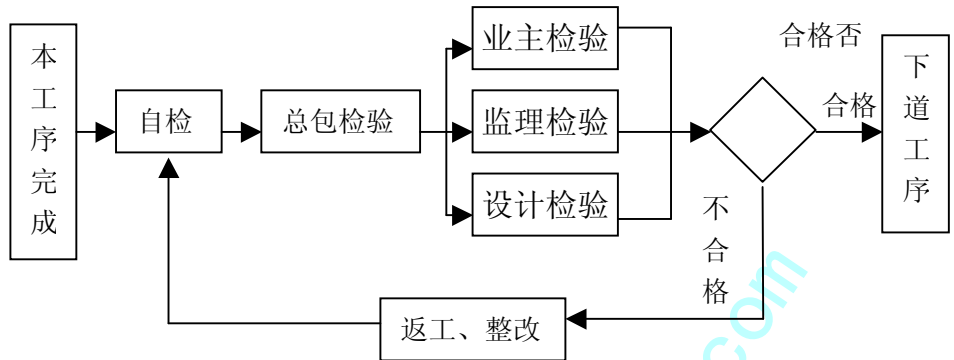 本工序完成
自检
总包检验
业主检验
监理检验
设计检验
合格否
合格
不合格
下道工序
返工、整改
.com